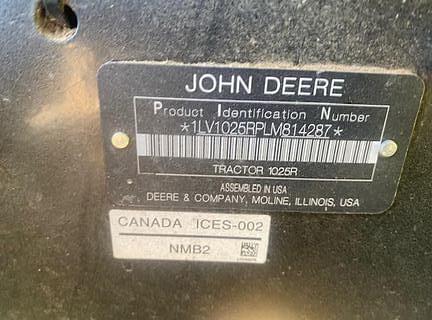 JOHN DEERE
Product Identification Number
*1LV1025RPLM814287*
TRACTOR 1025R
ASSEMBLED IN USA
DEERE & COMPANY, MOLINE, ILLINOIS, USA
CANADA ICES-002
NMB2